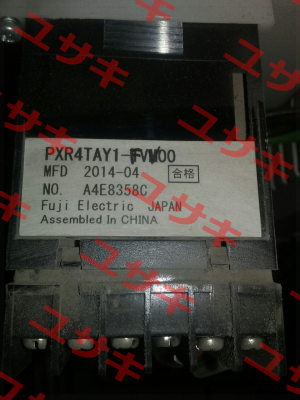 PXR4TAY1-FVW00
MFD 2014-04 合格
NO. A4E8358C
Fuji Electric JAPAN
Assembled In CHINA
ユサキ
ユサキ
ユサキ
ユサキ
ユサキ
ユサキ